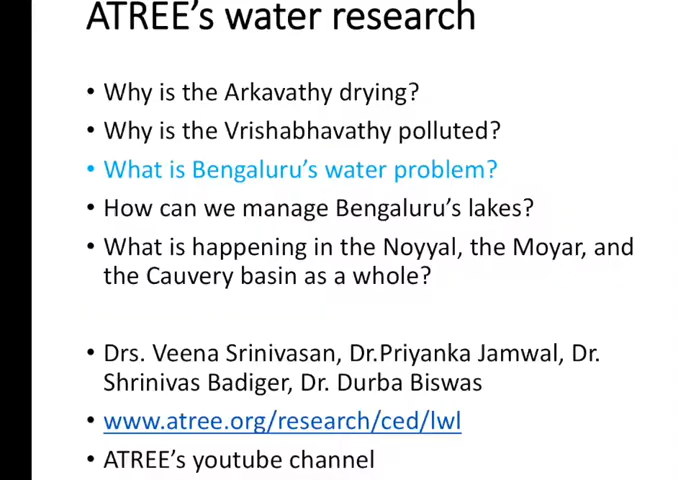 ATREE's water research
• Why is the Arkavathy drying?
• Why is the Vrishabhavathy polluted?
• What is Bengaluru's water problem?
• How can we manage Bengaluru's lakes?
• What is happening in the Noyyal, the Moyar, and
the Cauvery basin as a whole?
• Drs. Veena Srinivasan, Dr.Priyanka Jamwal, Dr.
Shrinivas Badiger, Dr. Durba Biswas
• www.atree.org/research/ced/lwl
• ATREE's youtube channel